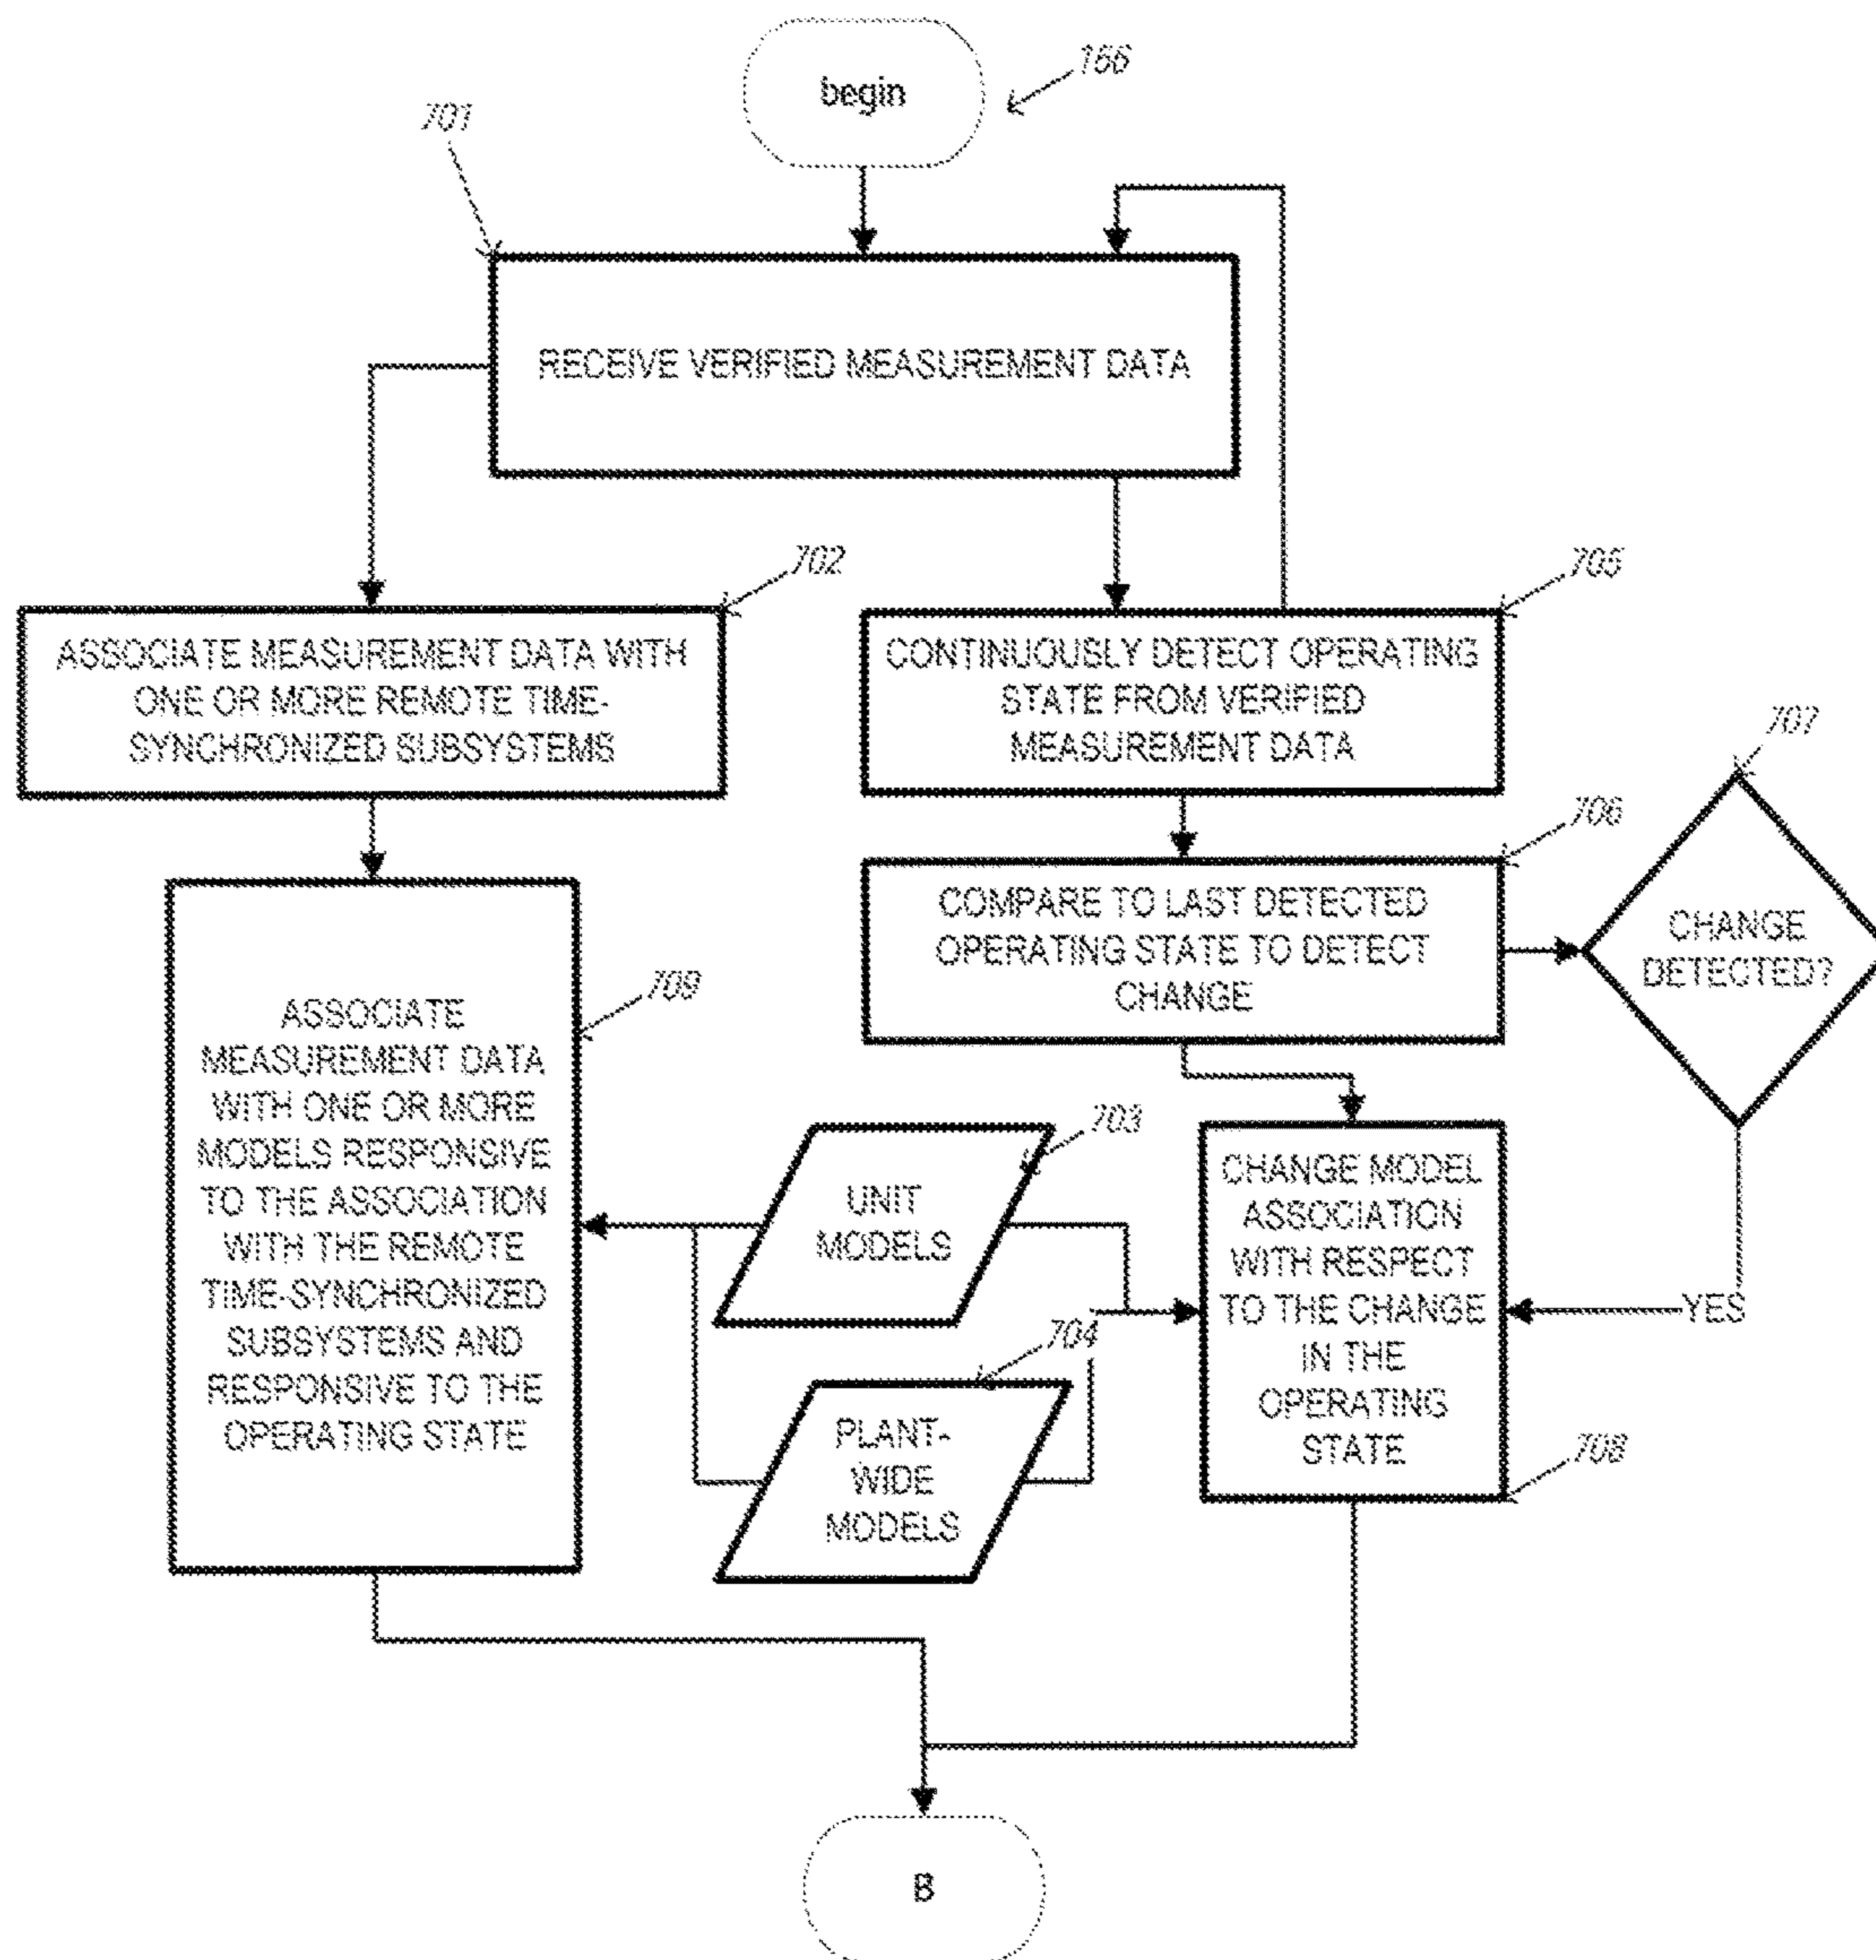 begin
166
701
RECEIVE VERIFIED MEASUREMENT DATA
702
ASSOCIATE MEASUREMENT DATA WITH
ONE OR MORE REMOTE TIME-
SYNCHRONIZED SUBSYSTEMS
705
CONTINUOUSLY DETECT OPERATING
STATE FROM VERIFIED
MEASUREMENT DATA
706
COMPARE TO LAST DETECTED
OPERATING STATE TO DETECT
CHANGE
707
CHANGE
DETECTED?
709
ASSOCIATE
MEASUREMENT DATA
WITH ONE OR MORE
MODELS RESPONSIVE
TO THE ASSOCIATION
WITH THE REMOTE
TIME-SYNCHRONIZED
SUBSYSTEMS AND
RESPONSIVE TO THE
OPERATING STATE
703
UNIT
MODELS
704
PLANT-
WIDE
MODELS
CHANGE MODEL
ASSOCIATION
WITH RESPECT
TO THE CHANGE
IN THE
OPERATING
STATE
YES
708
B